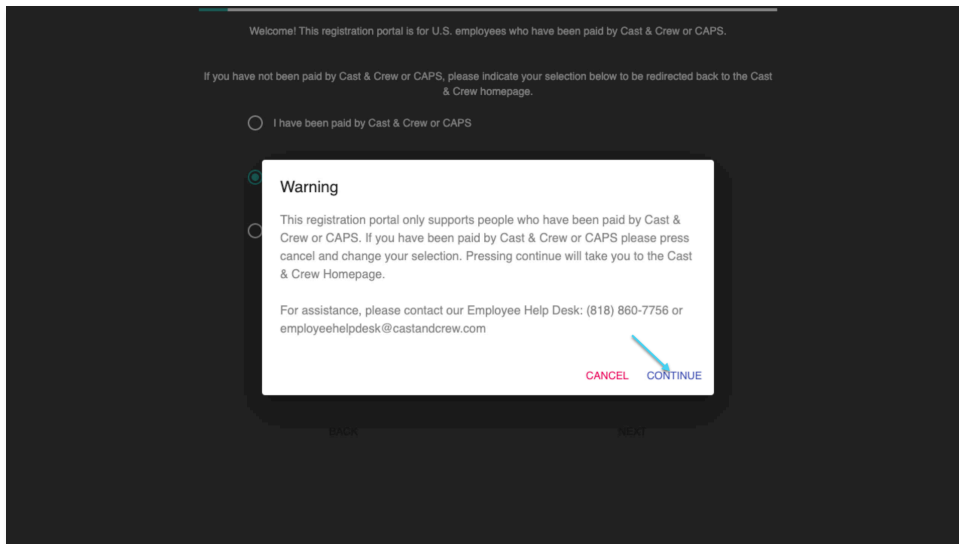 Welcome! This registration portal is for U.S. employees who have been paid by Cast & Crew or CAPS.
If you have not been paid by Cast & Crew or CAPS, please indicate your selection below to be redirected back to the Cast
& Crew homepage.
I have been paid by Cast & Crew or CAPS
Warning
This registration portal only supports people who have been paid by Cast &
Crew or CAPS. If you have been paid by Cast & Crew or CAPS please press
cancel and change your selection. Pressing continue will take you to the Cast
& Crew Homepage.
For assistance, please contact our Employee Help Desk: (818) 860-7756 or
employeehelpdesk@castandcrew.com
CANCEL CONTINUE
BACK NEXT